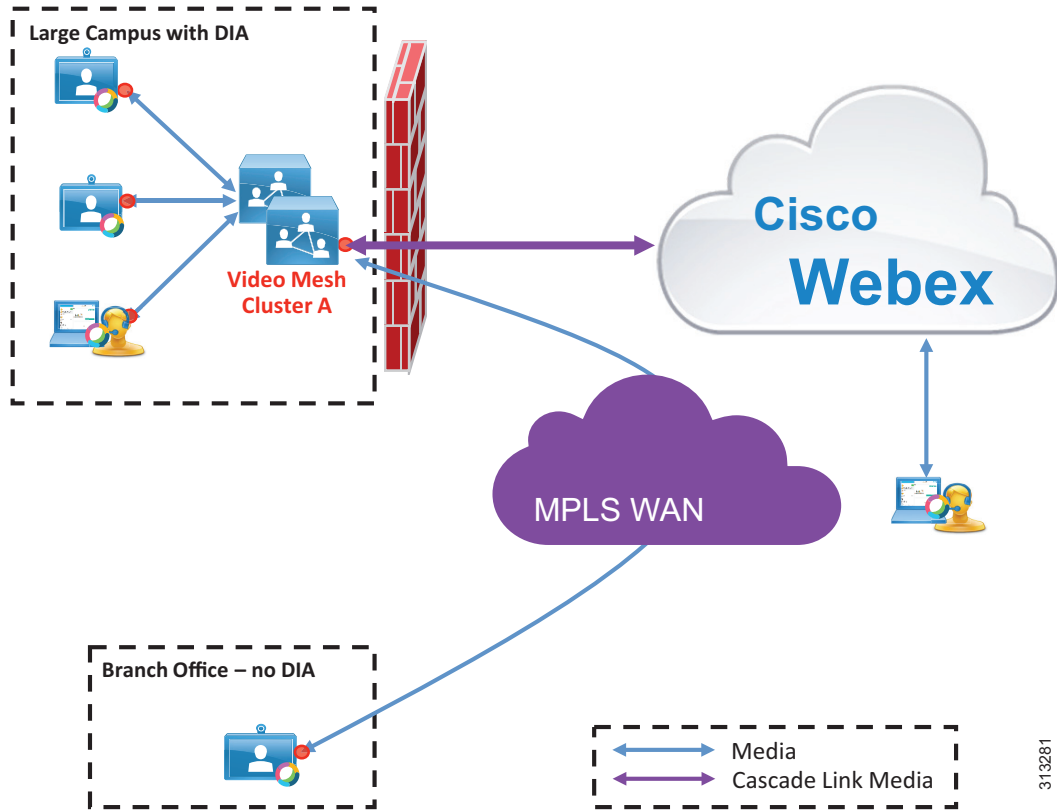 Large Campus with DIA
Video Mesh
Cluster A
Cisco
Webex
MPLS WAN
Branch Office – no DIA
Media
Cascade Link Media
313281